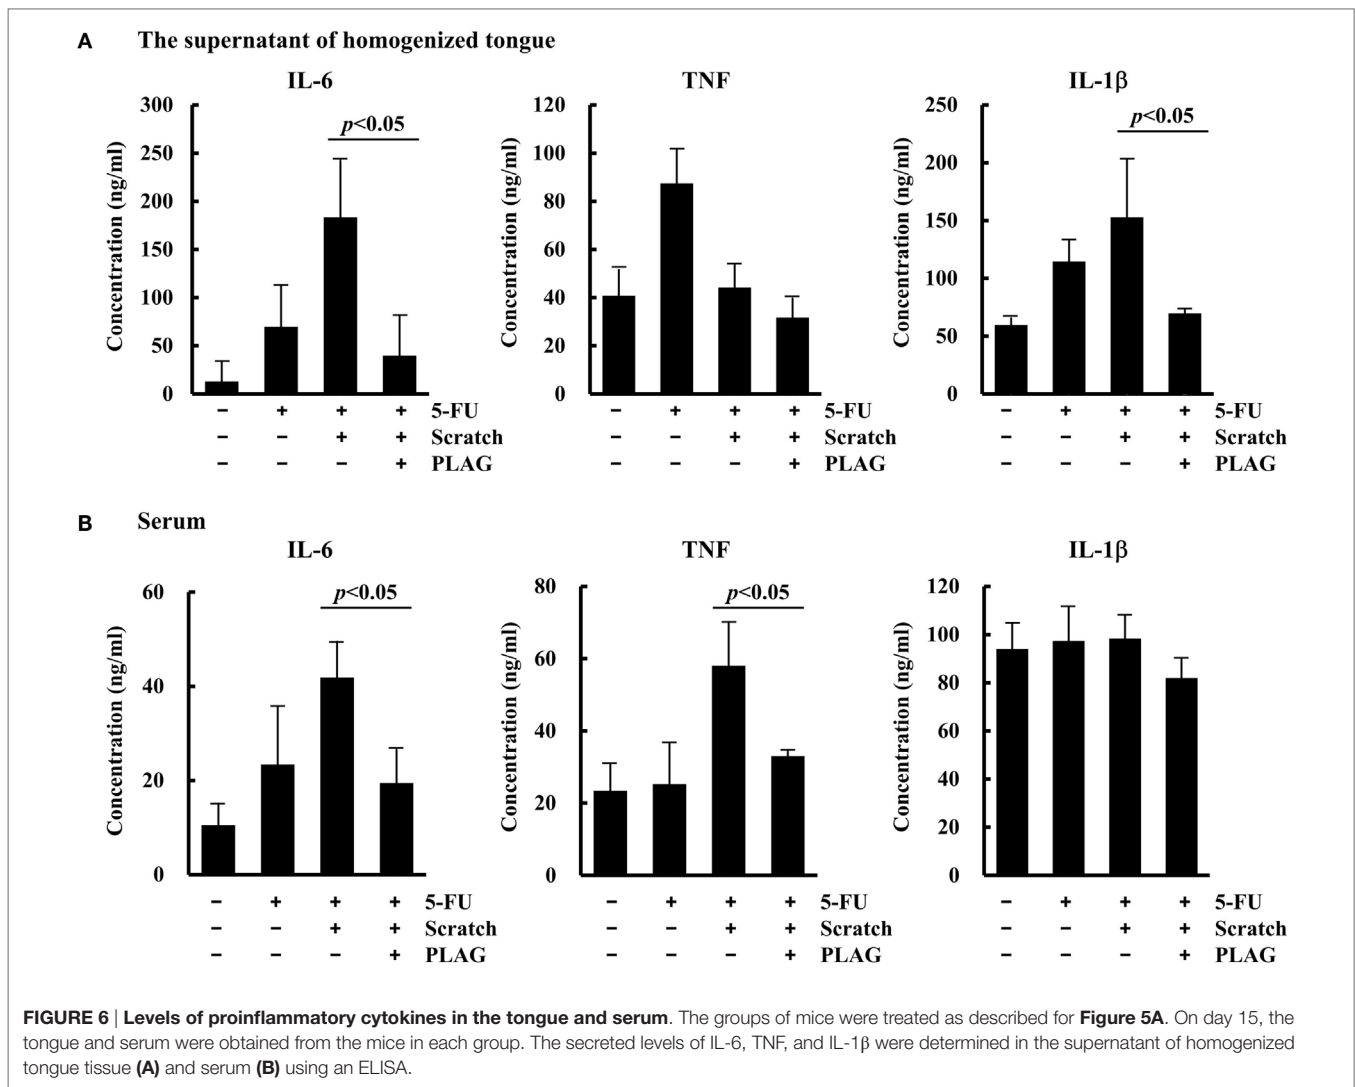 A The supernatant of homogenized tongue
IL-6
300
250
200
150
100
50
0
Concentration (ng/ml)
p<0.05
− + + + 5-FU
− − + + Scratch
− − − + PLAG
TNF
120
100
80
60
40
20
0
Concentration (ng/ml)
− + + + 5-FU
− − + + Scratch
− − − + PLAG
IL-1β
250
200
150
100
50
0
Concentration (ng/ml)
p<0.05
− + + + 5-FU
− − + + Scratch
− − − + PLAG
B Serum
IL-6
60
40
20
0
Concentration (ng/ml)
p<0.05
− + + + 5-FU
− − + + Scratch
− − − + PLAG
TNF
80
60
40
20
0
Concentration (ng/ml)
p<0.05
− + + + 5-FU
− − + + Scratch
− − − + PLAG
IL-1β
120
100
80
60
40
20
0
Concentration (ng/ml)
− + + + 5-FU
− − + + Scratch
− − − + PLAG
FIGURE 6 | Levels of proinflammatory cytokines in the tongue and serum. The groups of mice were treated as described for Figure 5A. On day 15, the
tongue and serum were obtained from the mice in each group. The secreted levels of IL-6, TNF, and IL-1β were determined in the supernatant of homogenized
tongue tissue (A) and serum (B) using an ELISA.